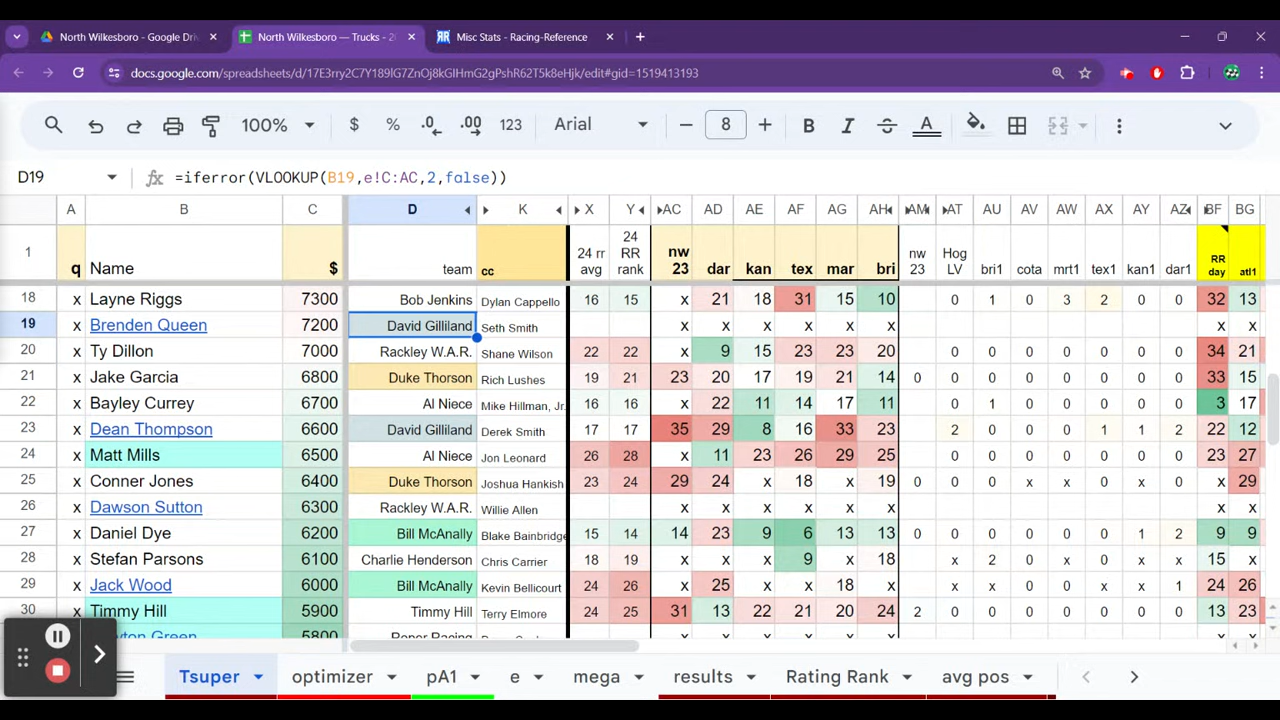 North Wilkesboro - Google Dri
North Wilkesboro — Trucks - 2
Misc Stats - Racing-Reference
docs.google.com/spreadsheets/d/17E3rry2C7Y189lG7ZnOj8kGIHmG2gPshR62T5k8eHjk/edit#gid=1519413193
100% $ % .0 .00 123 Arial 8 B I A
D19 fx =iferror(VLOOKUP(B19,e!C:AC,2,false))
A B C D K X Y AC AD AE AF AG AH AM AT AU AV AW AX AY AZ BF BG
1 q Name $ team cc 24 rr avg 24 RR rank nw 23 dar kan tex mar bri nw 23 Hog LV bri1 cota mrt1 tex1 kan1 dar1 RR day atl1
18 x Layne Riggs 7300 Bob Jenkins Dylan Cappello 16 15 x 21 18 31 15 10 0 1 0 3 2 0 0 32 13
19 x Brenden Queen 7200 David Gilliland Seth Smith x x x x x x x x
20 x Ty Dillon 7000 Rackley W.A.R. Shane Wilson 22 22 x 9 15 23 23 20 0 0 0 0 0 0 0 34 21
21 x Jake Garcia 6800 Duke Thorson Rich Lushes 19 21 23 20 17 19 21 14 0 0 0 0 0 0 0 0 33 15
22 x Bayley Currey 6700 Al Niece Mike Hillman, Jr. 16 16 x 22 11 14 17 11 0 1 0 0 0 0 0 3 17
23 x Dean Thompson 6600 David Gilliland Derek Smith 17 17 35 29 8 16 33 23 2 0 0 0 1 1 2 22 12
24 x Matt Mills 6500 Al Niece Jon Leonard 26 28 x 11 23 26 29 25 0 0 0 0 0 0 0 23 27
25 x Conner Jones 6400 Duke Thorson Joshua Hankish 23 24 29 24 x 18 x 19 0 0 0 x x 0 x 0 x 29
26 x Dawson Sutton 6300 Rackley W.A.R. Willie Allen x x x x x x x x
27 x Daniel Dye 6200 Bill McAnally Blake Bainbridge 15 14 14 23 9 6 13 13 0 0 0 0 0 0 1 2 9 9
28 x Stefan Parsons 6100 Charlie Henderson Chris Carrier 18 19 x x x 9 x 18 x 2 x x 0 x x 15 x
29 x Jack Wood 6000 Bill McAnally Kevin Bellicourt 24 26 x 25 x x 18 x x x 0 x 0 x 1 24 26
30 x Timmy Hill 5900 Timmy Hill Terry Elmore 24 25 31 13 22 21 20 24 2 0 0 0 0 0 0 0 13 23
Tsuper optimizer pA1 e mega results Rating Rank avg pos